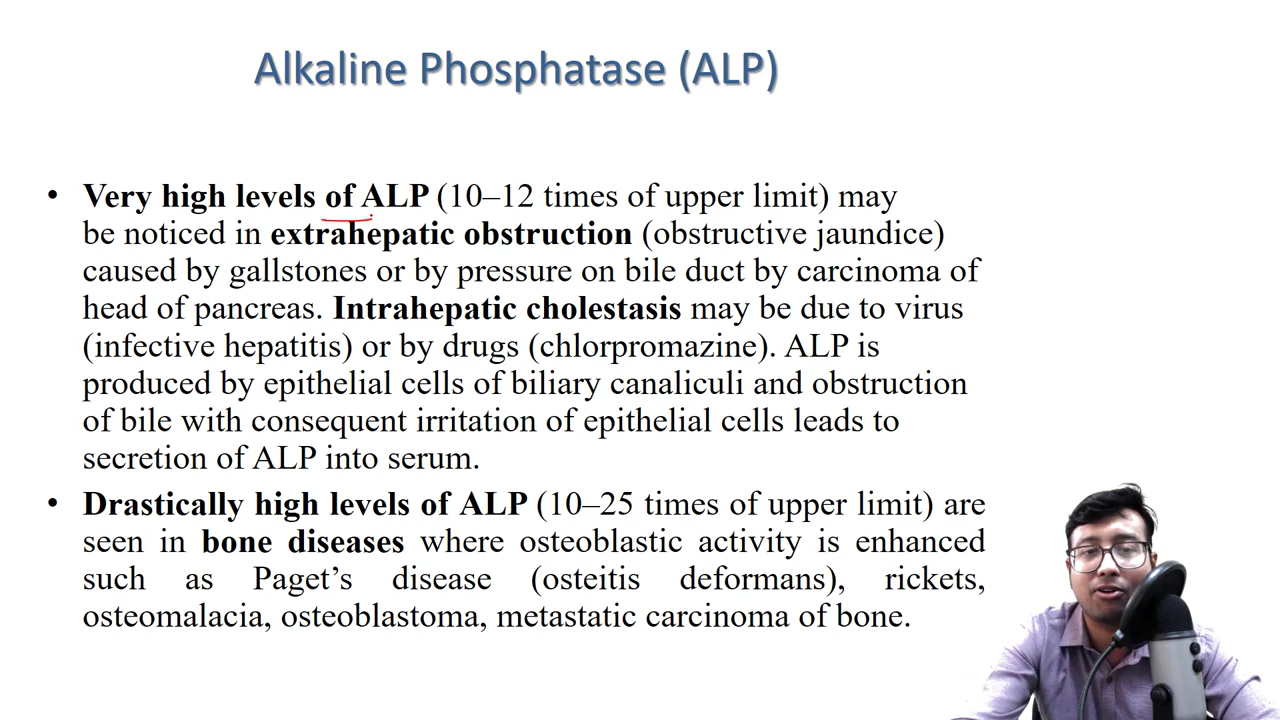 Alkaline Phosphatase (ALP)
• Very high levels of ALP (10–12 times of upper limit) may
be noticed in extrahepatic obstruction (obstructive jaundice)
caused by gallstones or by pressure on bile duct by carcinoma of
head of pancreas. Intrahepatic cholestasis may be due to virus
(infective hepatitis) or by drugs (chlorpromazine). ALP is
produced by epithelial cells of biliary canaliculi and obstruction
of bile with consequent irritation of epithelial cells leads to
secretion of ALP into serum.
• Drastically high levels of ALP (10–25 times of upper limit) are
seen in bone diseases where osteoblastic activity is enhanced
such as Paget’s disease (osteitis deformans), rickets,
osteomalacia, osteoblastoma, metastatic carcinoma of bone.